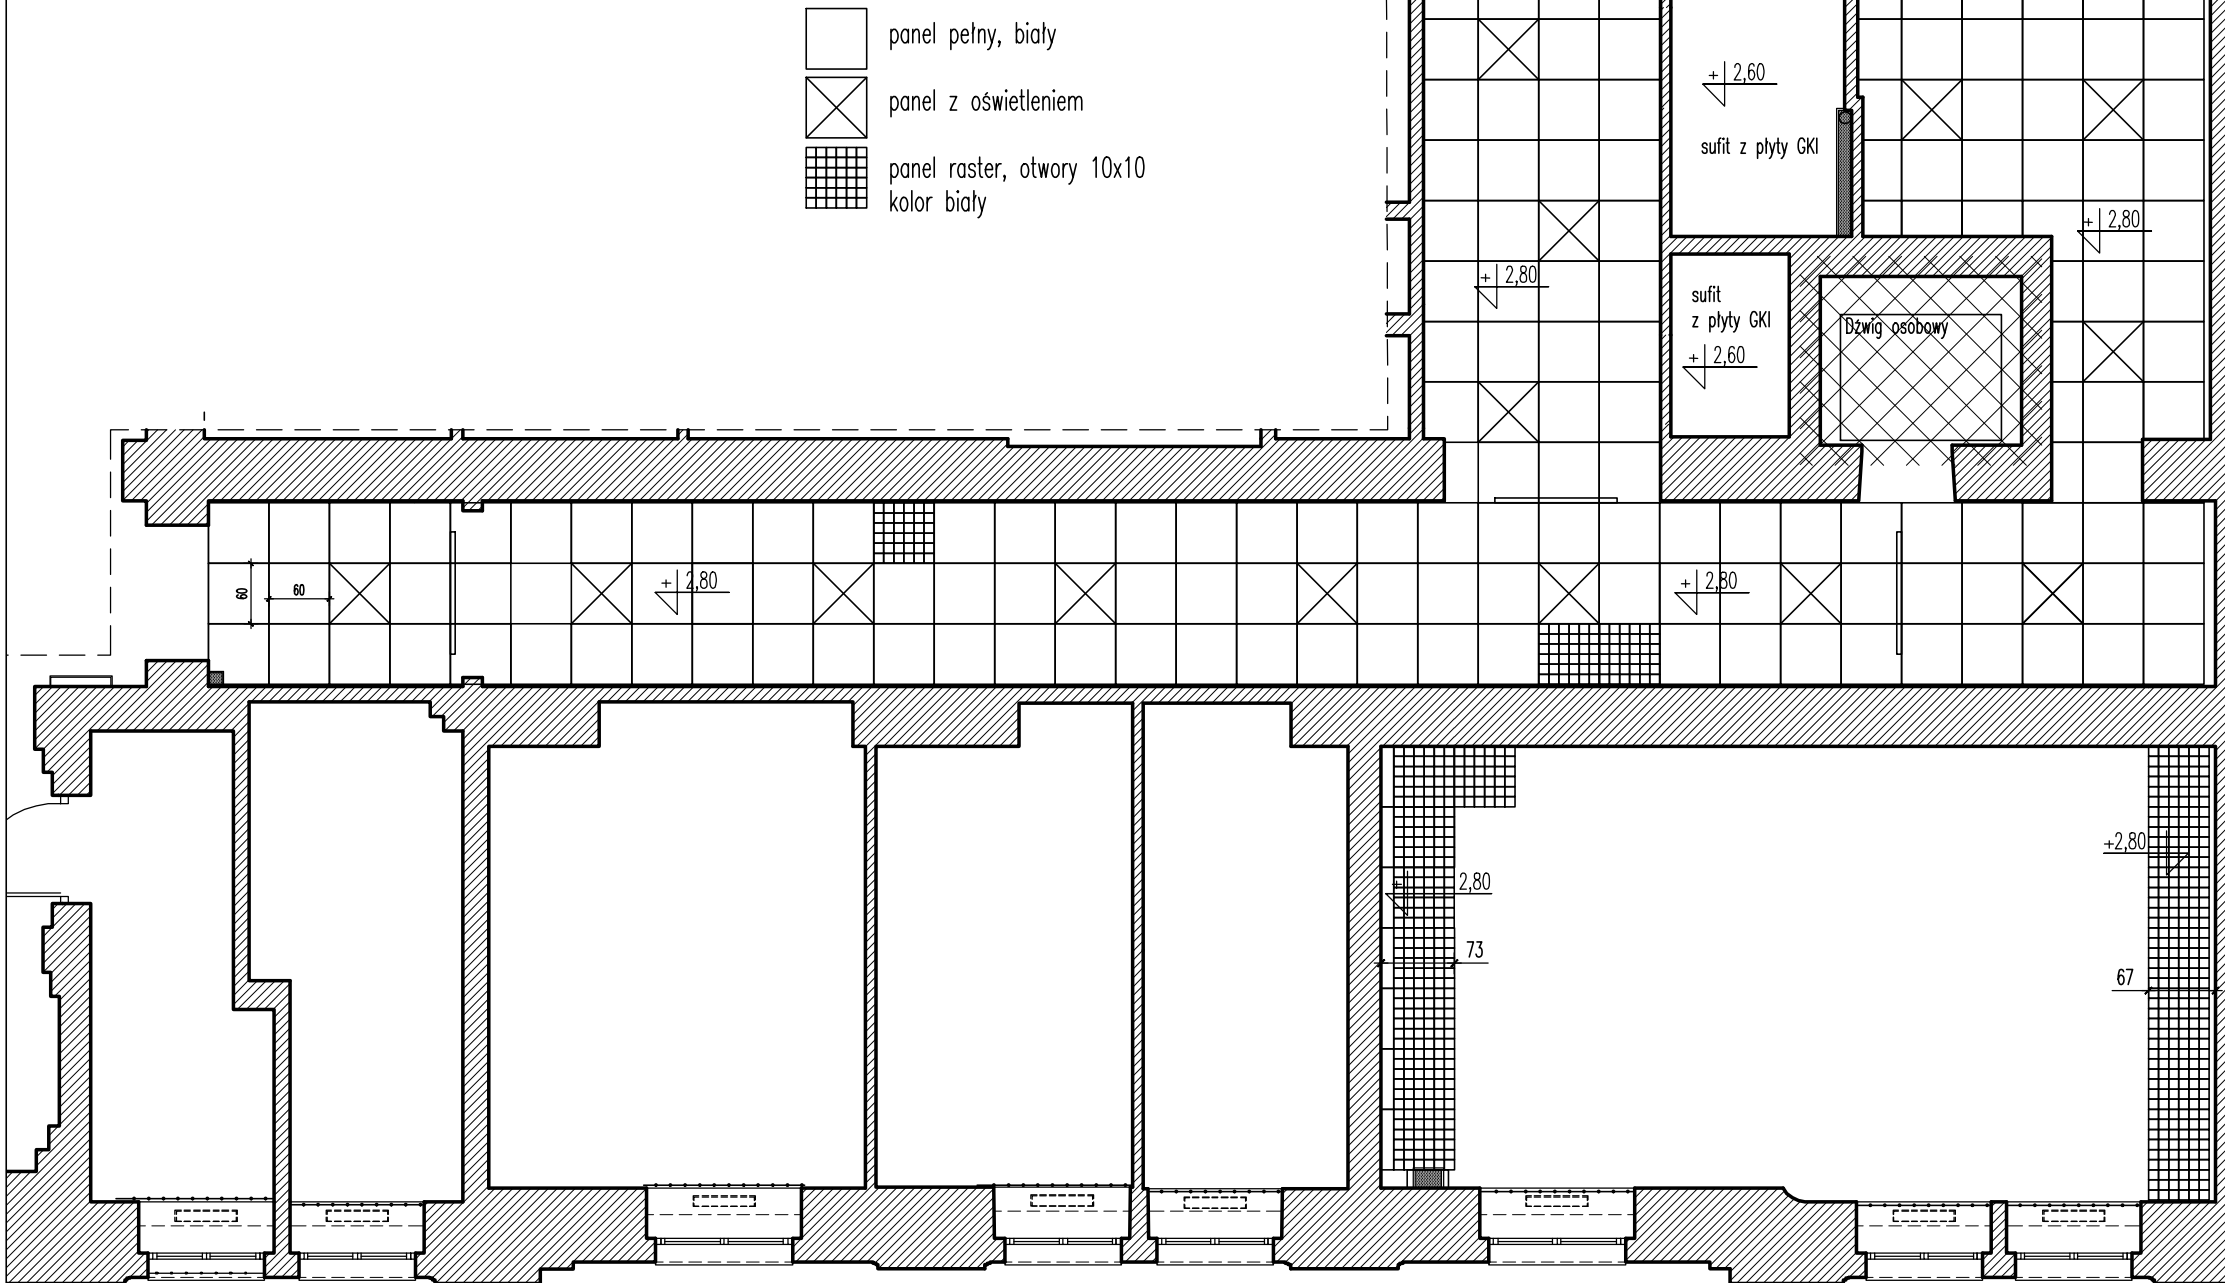 panel pełny, biały
panel z oświetleniem
panel raster, otwory 10x10
kolor biały
+ 2,60
sufit z płyty GKI
+ 2,80
+ 2,80
sufit
z płyty GKI
+ 2,60
Dźwig osobowy
60
60
+ 2,80
+ 2,80
+2,80
+ 2,80
73
67